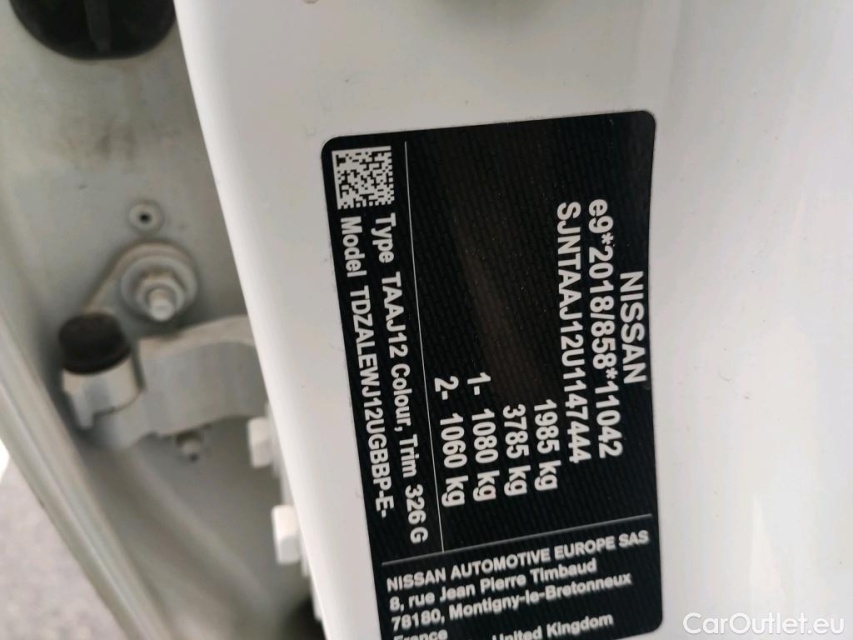 NISSAN
e9*2018/858*11042
SJNTAAJ12U1147444
1985 kg
3785 kg
1- 1080 kg
2- 1060 kg
Type TAAJ12 Colour, Trim 326 G
Model TDZALEWJ12UGBBP-E-
NISSAN AUTOMOTIVE EUROPE SAS
8, rue Jean Pierre Timbaud
78180, Montigny-le-Bretonneux
France United Kingdom
CarOutlet.eu